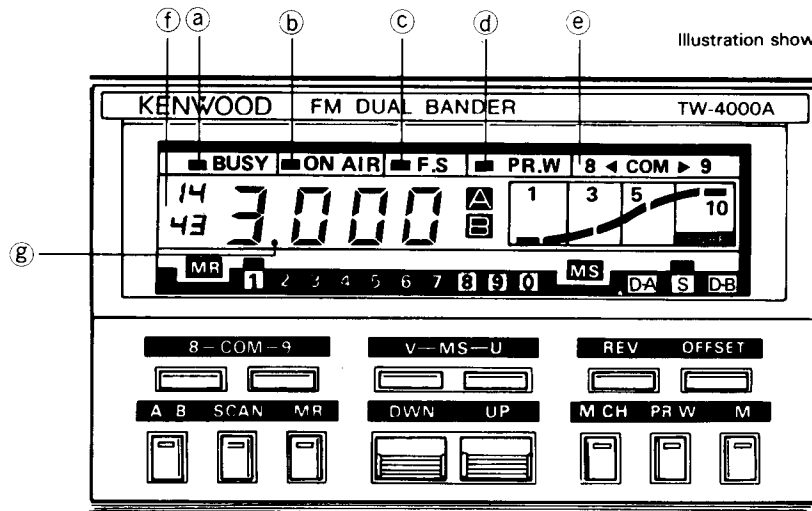 ⓕ ⓐ ⓑ ⓒ ⓓ ⓔ
Illustration show
KENWOOD FM DUAL BANDER TW-4000A
BUSY ON AIR F.S PR.W 8 ◄ COM ► 9
14 3.000 A 1 3 5 10
43 B
ⓖ
MR 1 2 3 4 5 6 7 8 9 0 MS D-A S D-B
8–COM–9 V–MS–U REV OFFSET
A B SCAN MR DWN UP M CH PR W M